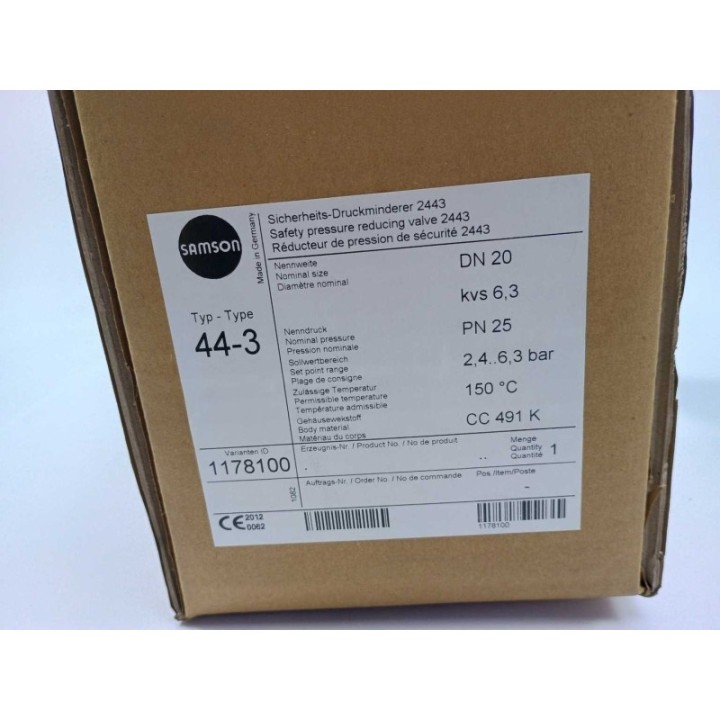 SAMSON
Made in Germany
Sicherheits-Druckminderer 2443
Safety pressure reducing valve 2443
Réducteur de pression de sécurité 2443
Typ - Type
44-3
Nennweite
Nominal size
Diamètre nominal
DN 20
kvs 6,3
Nenndruck
Nominal pressure
Pression nominale
PN 25
Sollwertbereich
Set point range
Plage de consigne
2,4..6,3 bar
Zulässige Temperatur
Permissible temperature
Température admissible
150 °C
Gehäusewekstoff
Body material
Matériau du corps
CC 491 K
Varianten ID
1178100
Erzeugnis-Nr. / Product No. / No de produit
. ..
Menge
Quantity
Quantité 1
1082
Auftrags-Nr. / Order No. / No de commande
Pos./Item/Poste
-
CE 2012
0062
1178100